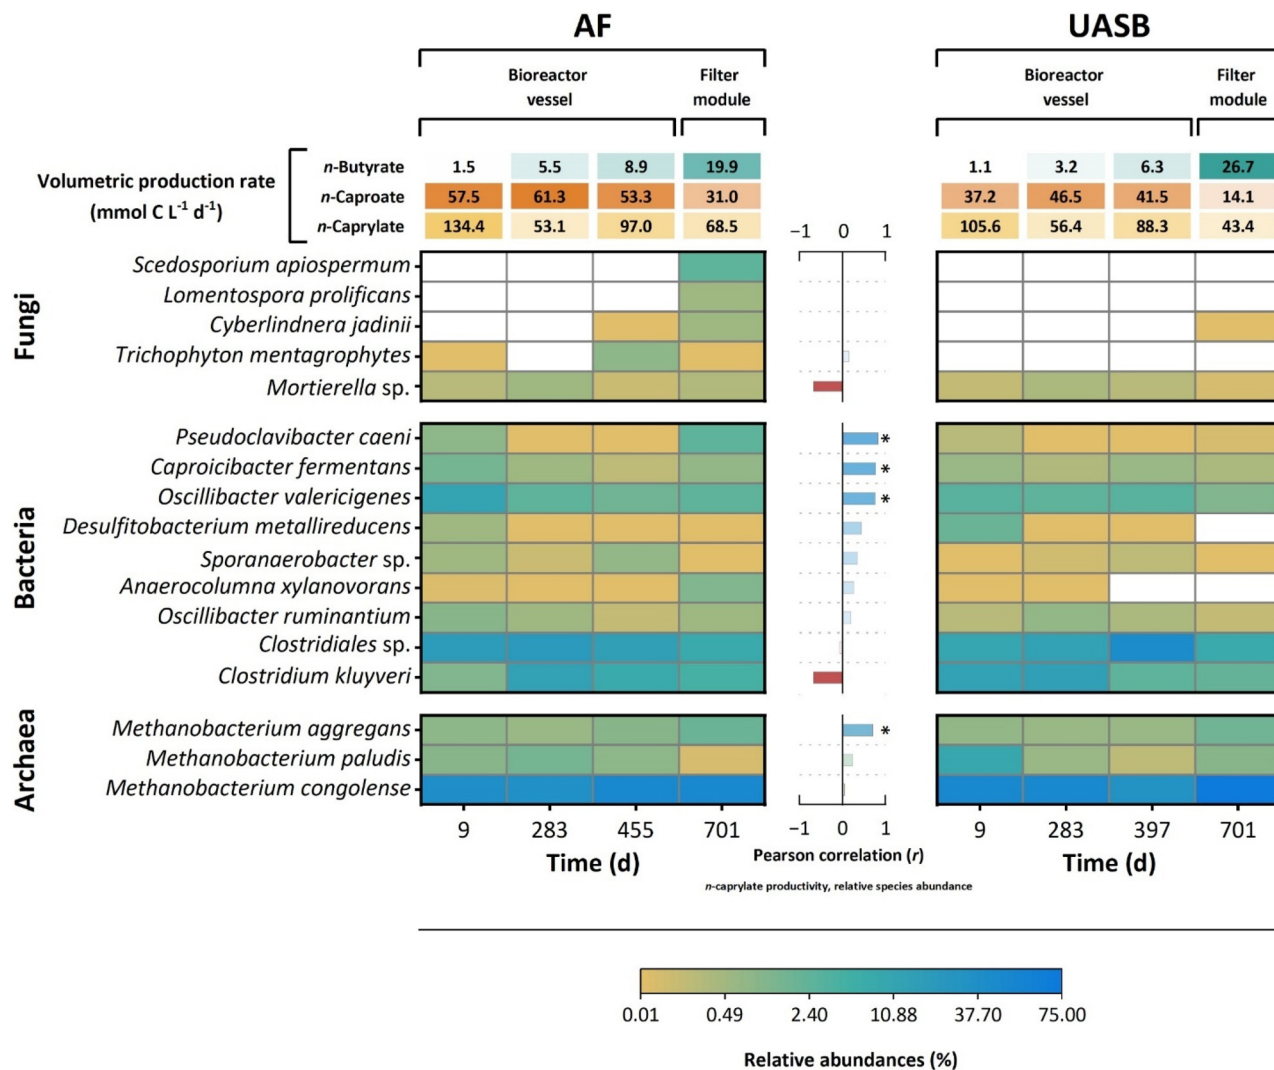 AF UASB
Bioreactor vessel Filter module Bioreactor vessel Filter module
Volumetric production rate (mmol C L⁻¹ d⁻¹)
n-Butyrate 1.5 5.5 8.9 19.9 1.1 3.2 6.3 26.7
n-Caproate 57.5 61.3 53.3 31.0 37.2 46.5 41.5 14.1
n-Caprylate 134.4 53.1 97.0 68.5 105.6 56.4 88.3 43.4
−1 0 1
Fungi
Scedosporium apiospermum
Lomentospora prolificans
Cyberlindnera jadinii
Trichophyton mentagrophytes
Mortierella sp.
Bacteria
Pseudoclavibacter caeni *
Caproicibacter fermentans *
Oscillibacter valericigenes *
Desulfitobacterium metallireducens
Sporanaerobacter sp.
Anaerocolumna xylanovorans
Oscillibacter ruminantium
Clostridiales sp.
Clostridium kluyveri
Archaea
Methanobacterium aggregans *
Methanobacterium paludis
Methanobacterium congolense
9 283 455 701 −1 0 1 9 283 397 701
Time (d) Pearson correlation (r) Time (d)
n-caprylate productivity, relative species abundance
0.01 0.49 2.40 10.88 37.70 75.00
Relative abundances (%)